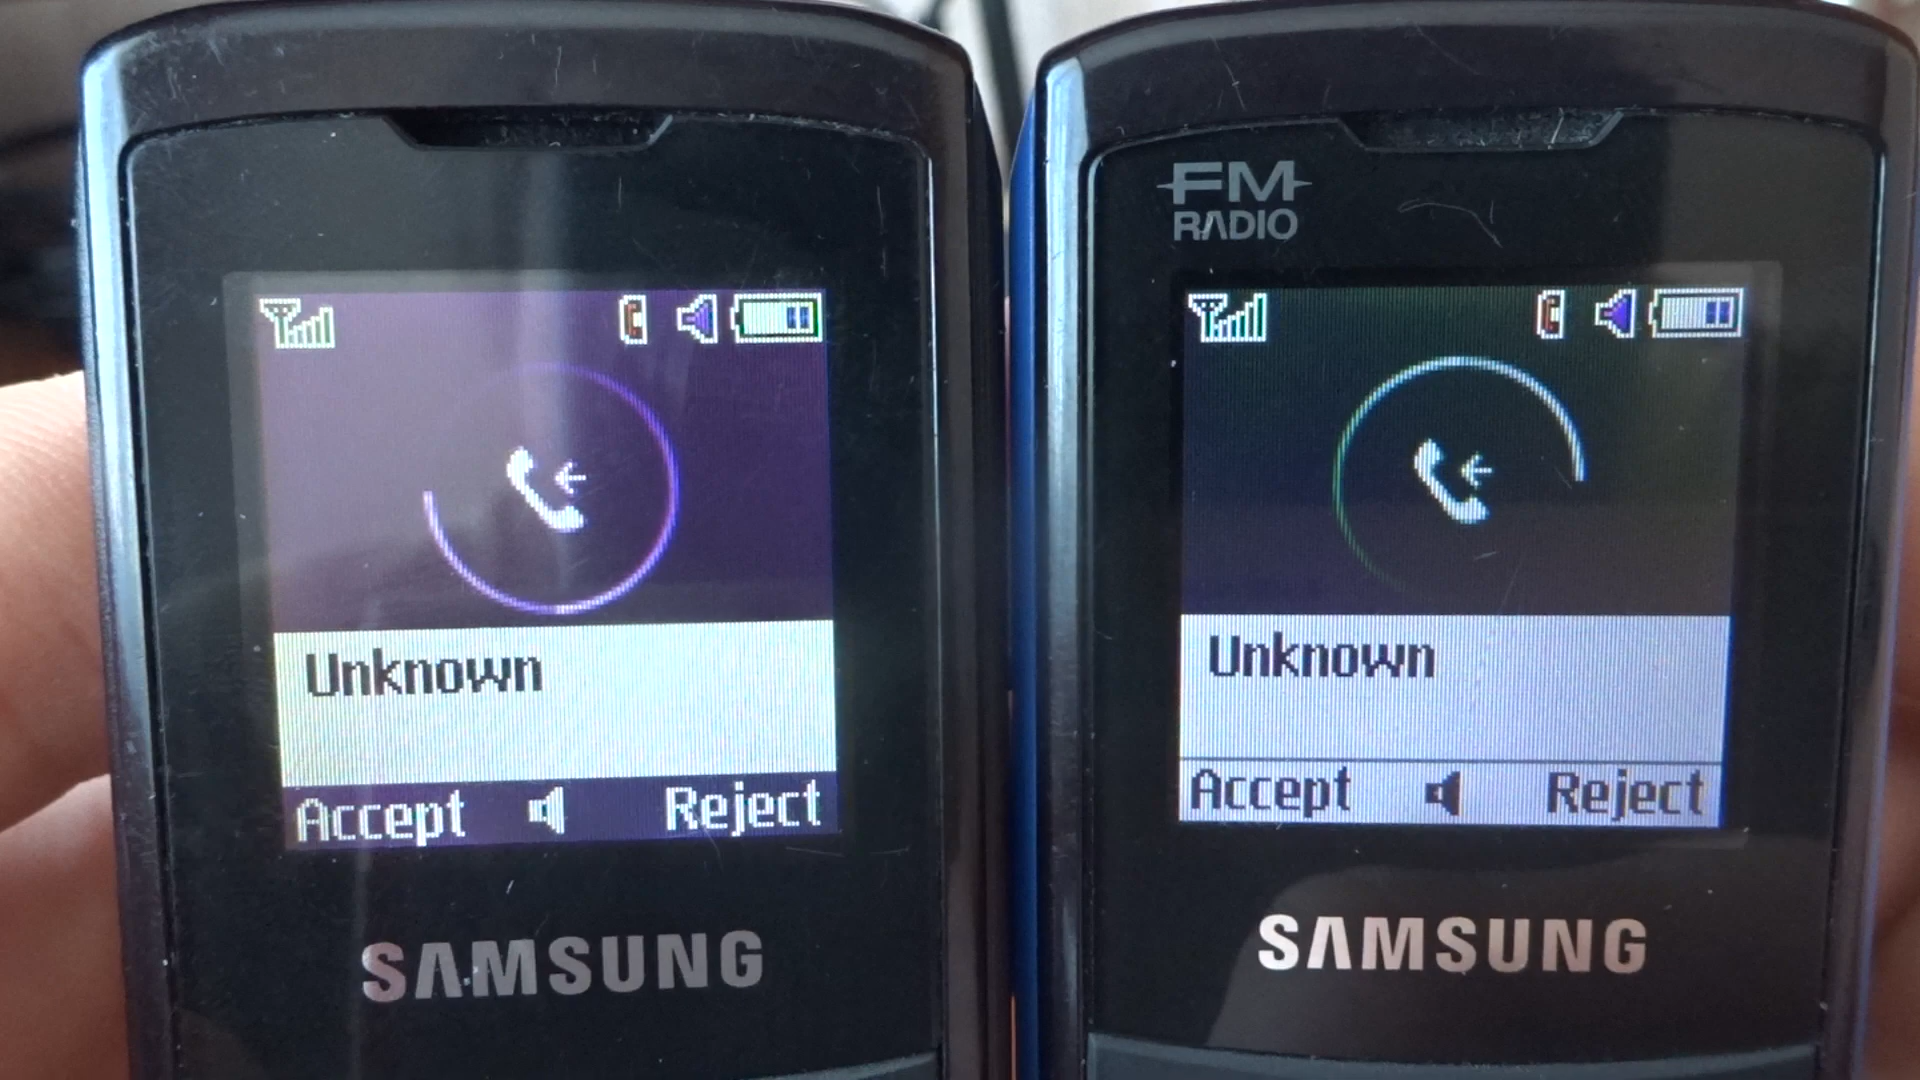 Unknown
Accept Reject
SAMSUNG
FM
RADIO
Unknown
Accept Reject
SAMSUNG